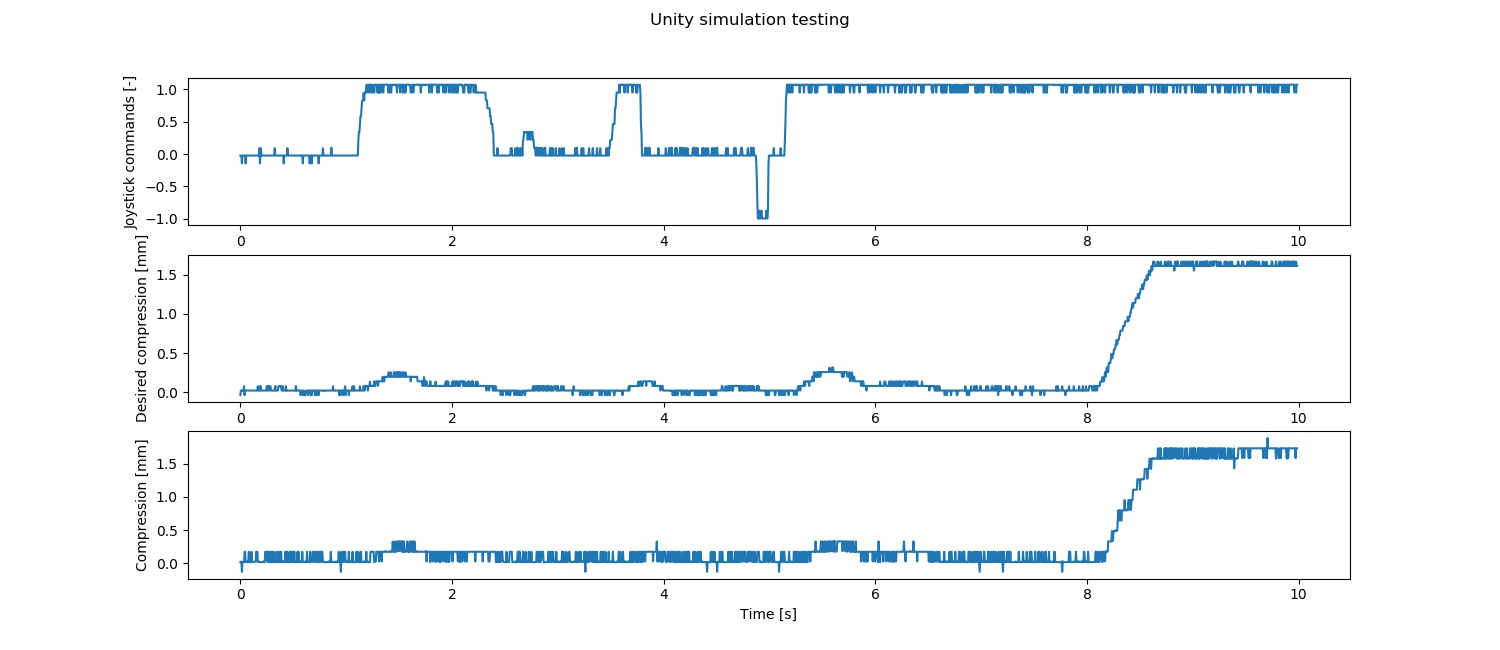 Unity simulation testing
Joystick commands [-]
1.0
0.5
0.0
−0.5
−1.0
0 2 4 6 8 10
Desired compression [mm]
1.5
1.0
0.5
0.0
0 2 4 6 8 10
Compression [mm]
1.5
1.0
0.5
0.0
0 2 4 6 8 10
Time [s]